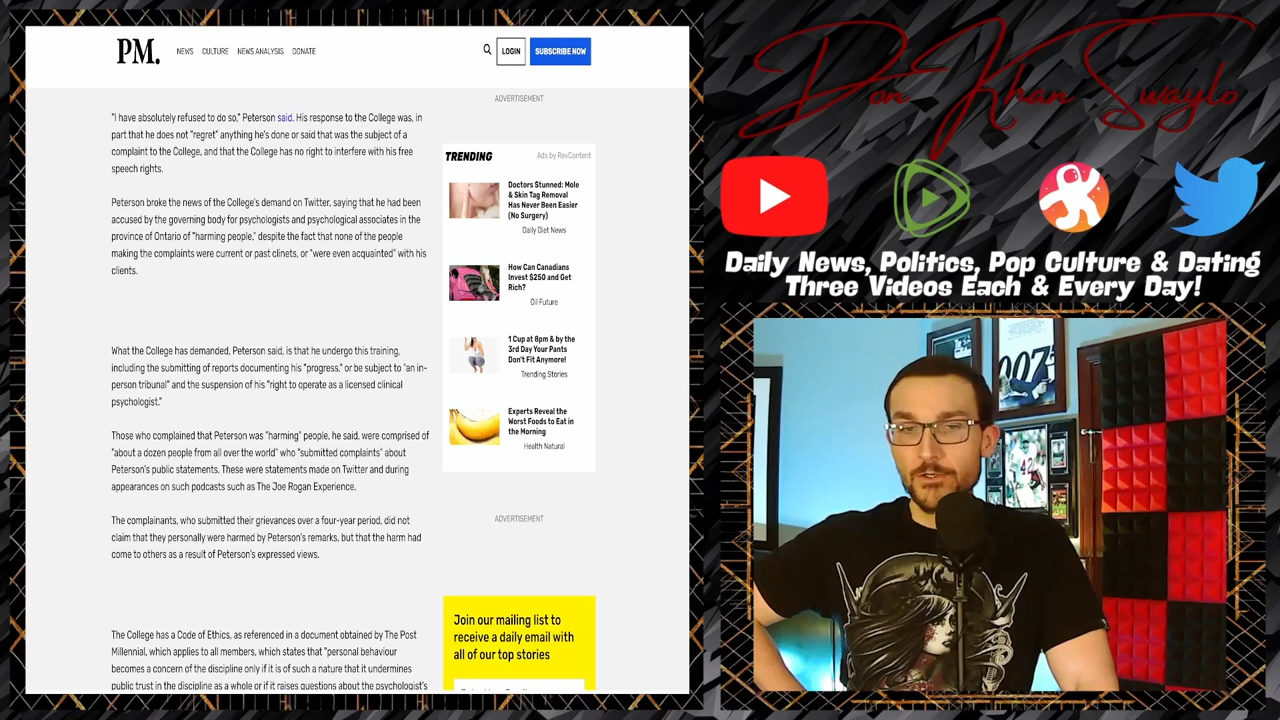 PM.
NEWS CULTURE NEWS ANALYSIS DONATE
LOGIN
SUBSCRIBE NOW
"I have absolutely refused to do so," Peterson said. His response to the College was, in
part that he does not "regret" anything he's done or said that was the subject of a
complaint to the College, and that the College has no right to interfere with his free
speech rights.
Peterson broke the news of the College's demand on Twitter, saying that he had been
accused by the governing body for psychologists and psychological associates in the
province of Ontario of "harming people," despite the fact that none of the people
making the complaints were current or past clinets, or "were even acquainted" with his
clients.
What the College has demanded, Peterson said, is that he undergo this training,
including the submitting of reports documenting his "progress," or be subject to "an in-
person tribunal" and the suspension of his "right to operate as a licensed clinical
psychologist."
Those who complained that Peterson was "harming" people, he said, were comprised of
"about a dozen people from all over the world" who "submitted complaints" about
Peterson's public statements. These were statements made on Twitter and during
appearances on such podcasts such as The Joe Rogan Experience.
The complainants, who submitted their grievances over a four-year period, did not
claim that they personally were harmed by Peterson's remarks, but that the harm had
come to others as a result of Peterson's expressed views.
The College has a Code of Ethics, as referenced in a document obtained by The Post
Millennial, which applies to all members, which states that "personal behaviour
becomes a concern of the discipline only if it is of such a nature that it undermines
public trust in the discipline as a whole or if it raises questions about the psychologist's
ADVERTISEMENT
TRENDING
Ads by RevContent
Doctors Stunned: Mole
& Skin Tag Removal
Has Never Been Easier
(No Surgery)
Daily Diet News
How Can Canadians
Invest $250 and Get
Rich?
Oil Future
1 Cup at 8pm & by the
3rd Day Your Pants
Don't Fit Anymore!
Trending Stories
Experts Reveal the
Worst Foods to Eat in
the Morning
Health Natural
ADVERTISEMENT
Join our mailing list to
receive a daily email with
all of our top stories
Don Khan Swaylo
Daily News, Politics, Pop Culture & Dating
Three Videos Each & Every Day!
007
42